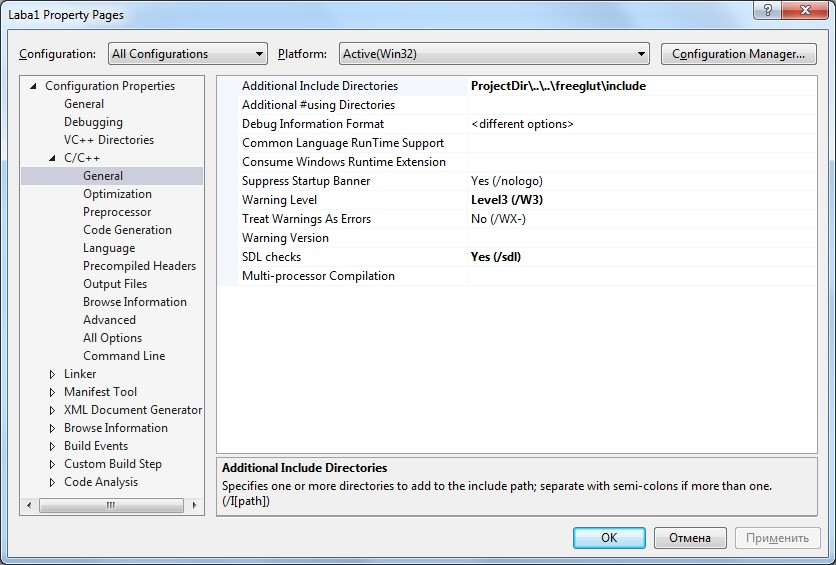 Laba1 Property Pages
?
Configuration: All Configurations Platform: Active(Win32) Configuration Manager...
Configuration Properties
General
Debugging
VC++ Directories
C/C++
General
Optimization
Preprocessor
Code Generation
Language
Precompiled Headers
Output Files
Browse Information
Advanced
All Options
Command Line
Linker
Manifest Tool
XML Document Generator
Browse Information
Build Events
Custom Build Step
Code Analysis
Additional Include Directories ProjectDir\..\..\freeglut\include
Additional #using Directories
Debug Information Format <different options>
Common Language RunTime Support
Consume Windows Runtime Extension
Suppress Startup Banner Yes (/nologo)
Warning Level Level3 (/W3)
Treat Warnings As Errors No (/WX-)
Warning Version
SDL checks Yes (/sdl)
Multi-processor Compilation
Additional Include Directories
Specifies one or more directories to add to the include path; separate with semi-colons if more than one.
(/I[path])
OK Отмена Применить